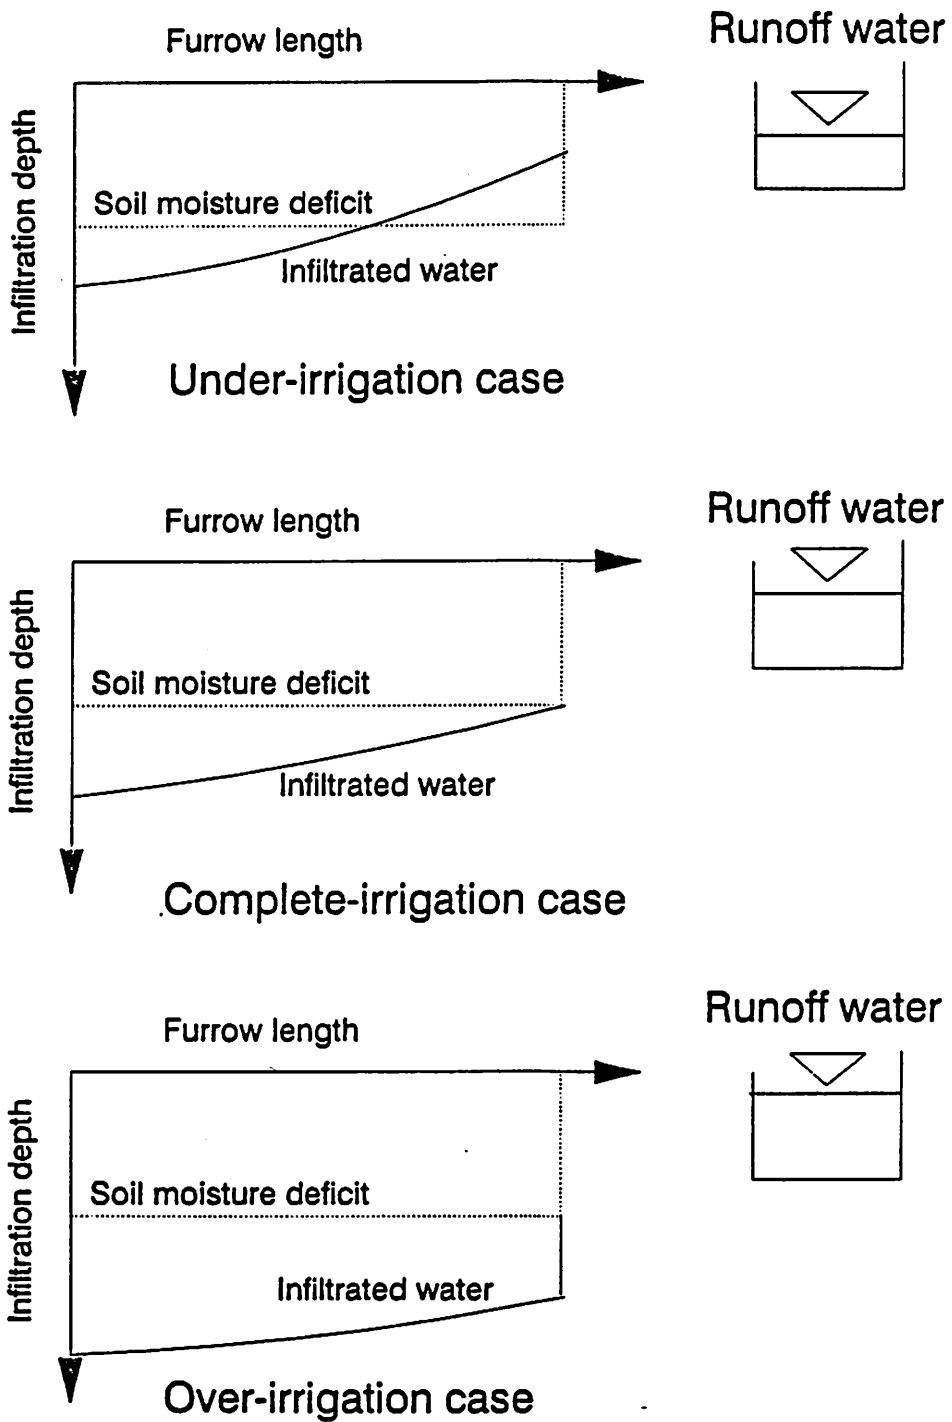 Furrow length
Runoff water
Infiltration depth
Soil moisture deficit
Infiltrated water
Under-irrigation case
Furrow length
Runoff water
Infiltration depth
Soil moisture deficit
Infiltrated water
Complete-irrigation case
Furrow length
Runoff water
Infiltration depth
Soil moisture deficit
Infiltrated water
Over-irrigation case